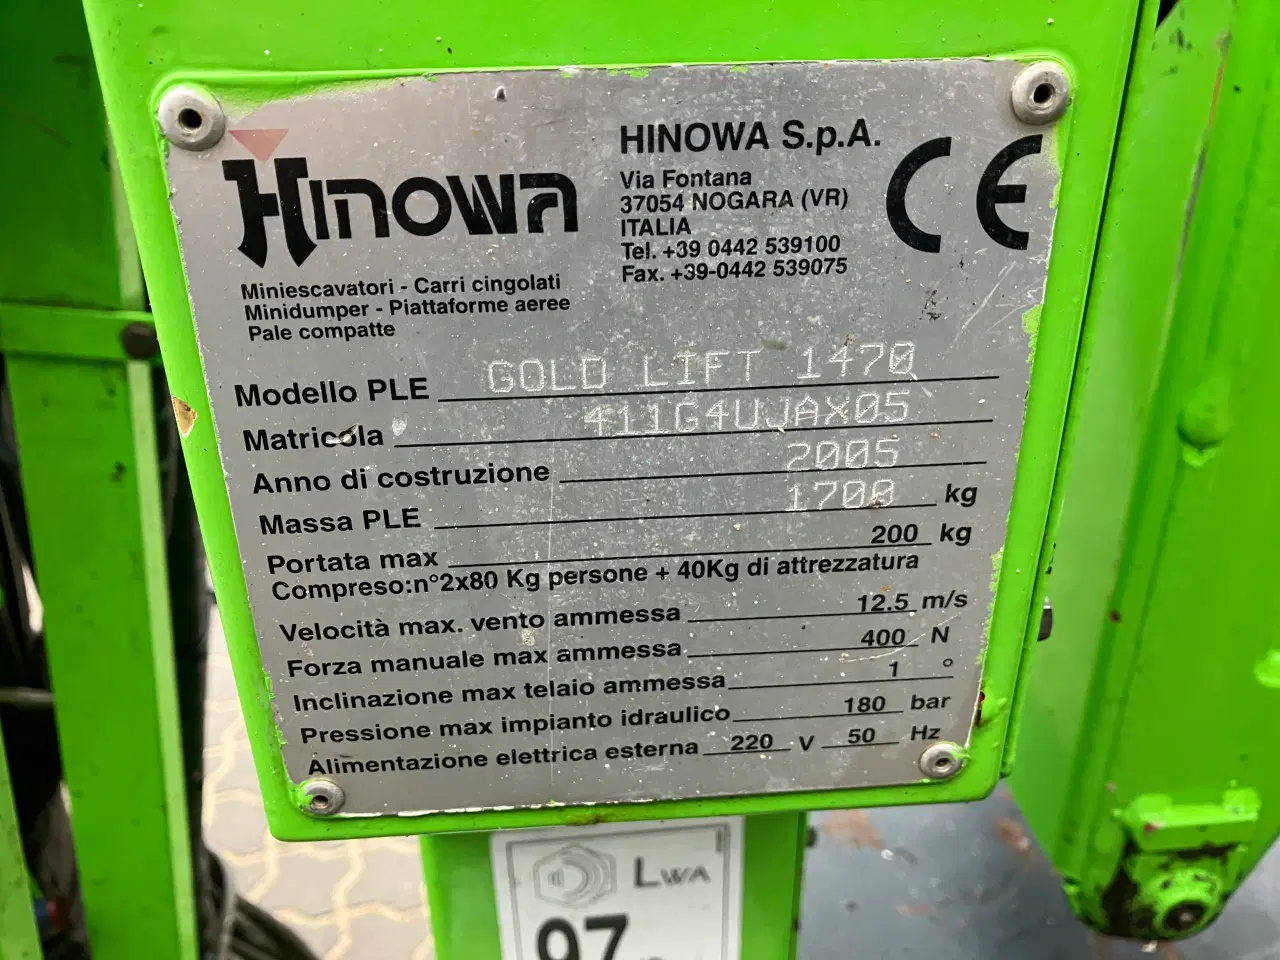 HINOWA
Miniescavatori - Carri cingolati
Minidumper - Piattaforme aeree
Pale compatte
HINOWA S.p.A.
Via Fontana
37054 NOGARA (VR)
ITALIA
Tel. +39 0442 539100
Fax. +39-0442 539075
CE
Modello PLE GOLD LIFT 1470
Matricola 411G4UJAX05
Anno di costruzione 2005
Massa PLE 1700 kg
Portata max 200 kg
Compreso:n°2x80 Kg persone + 40Kg di attrezzatura
Velocità max. vento ammessa 12.5 m/s
Forza manuale max ammessa 400 N
Inclinazione max telaio ammessa 1 °
Pressione max impianto idraulico 180 bar
Alimentazione elettrica esterna 220 V 50 Hz
LWA
97